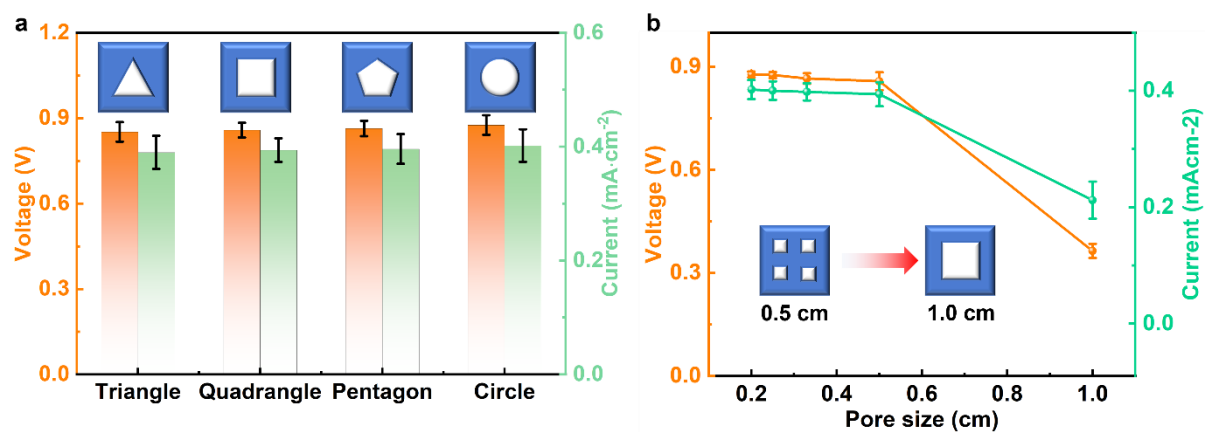 a
1.2
0.9
0.6
0.3
0.0
Voltage (V)
Triangle Quadrangle Pentagon Circle
0.6
0.4
0.2
0.0
Current (mA·cm-2)
b
0.9
0.6
0.3
0.0
Voltage (V)
0.5 cm
1.0 cm
0.2 0.4 0.6 0.8 1.0
Pore size (cm)
0.4
0.2
0.0
Current (mAcm-2)